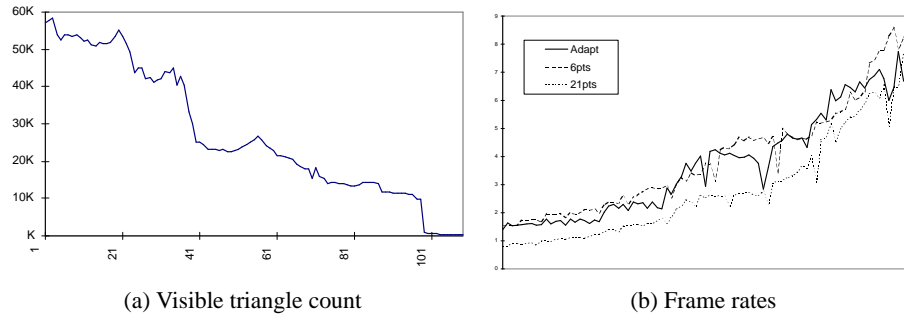 60K
50K
40K
30K
20K
10K
K
1
21
41
61
81
101
(a) Visible triangle count
9
8
7
6
5
4
3
2
1
0
Adapt
6pts
21pts
(b) Frame rates